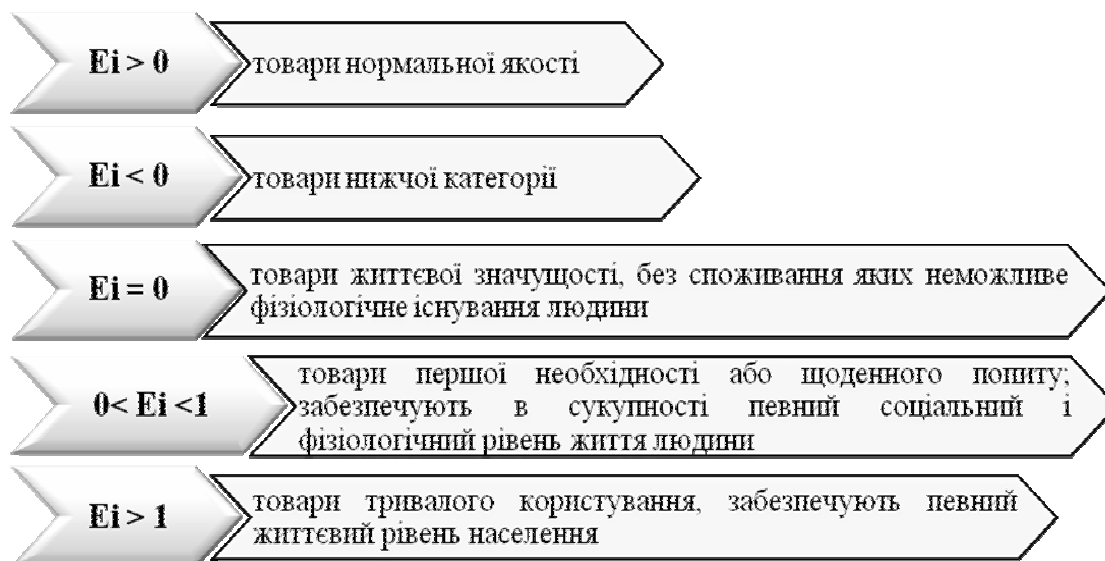 Ei > 0
товари нормальної якості
Ei < 0
товари нижчої категорії
Ei = 0
товари життєвої значущості, без споживання яких неможливе
фізіологічне існування людини
0< Ei <1
товари першої необхідності або щоденного попиту;
забезпечують в сукупності певний соціальний і
фізіологічний рівень життя людини
Ei > 1
товари тривалого користування, забезпечують певний
життєвий рівень населення